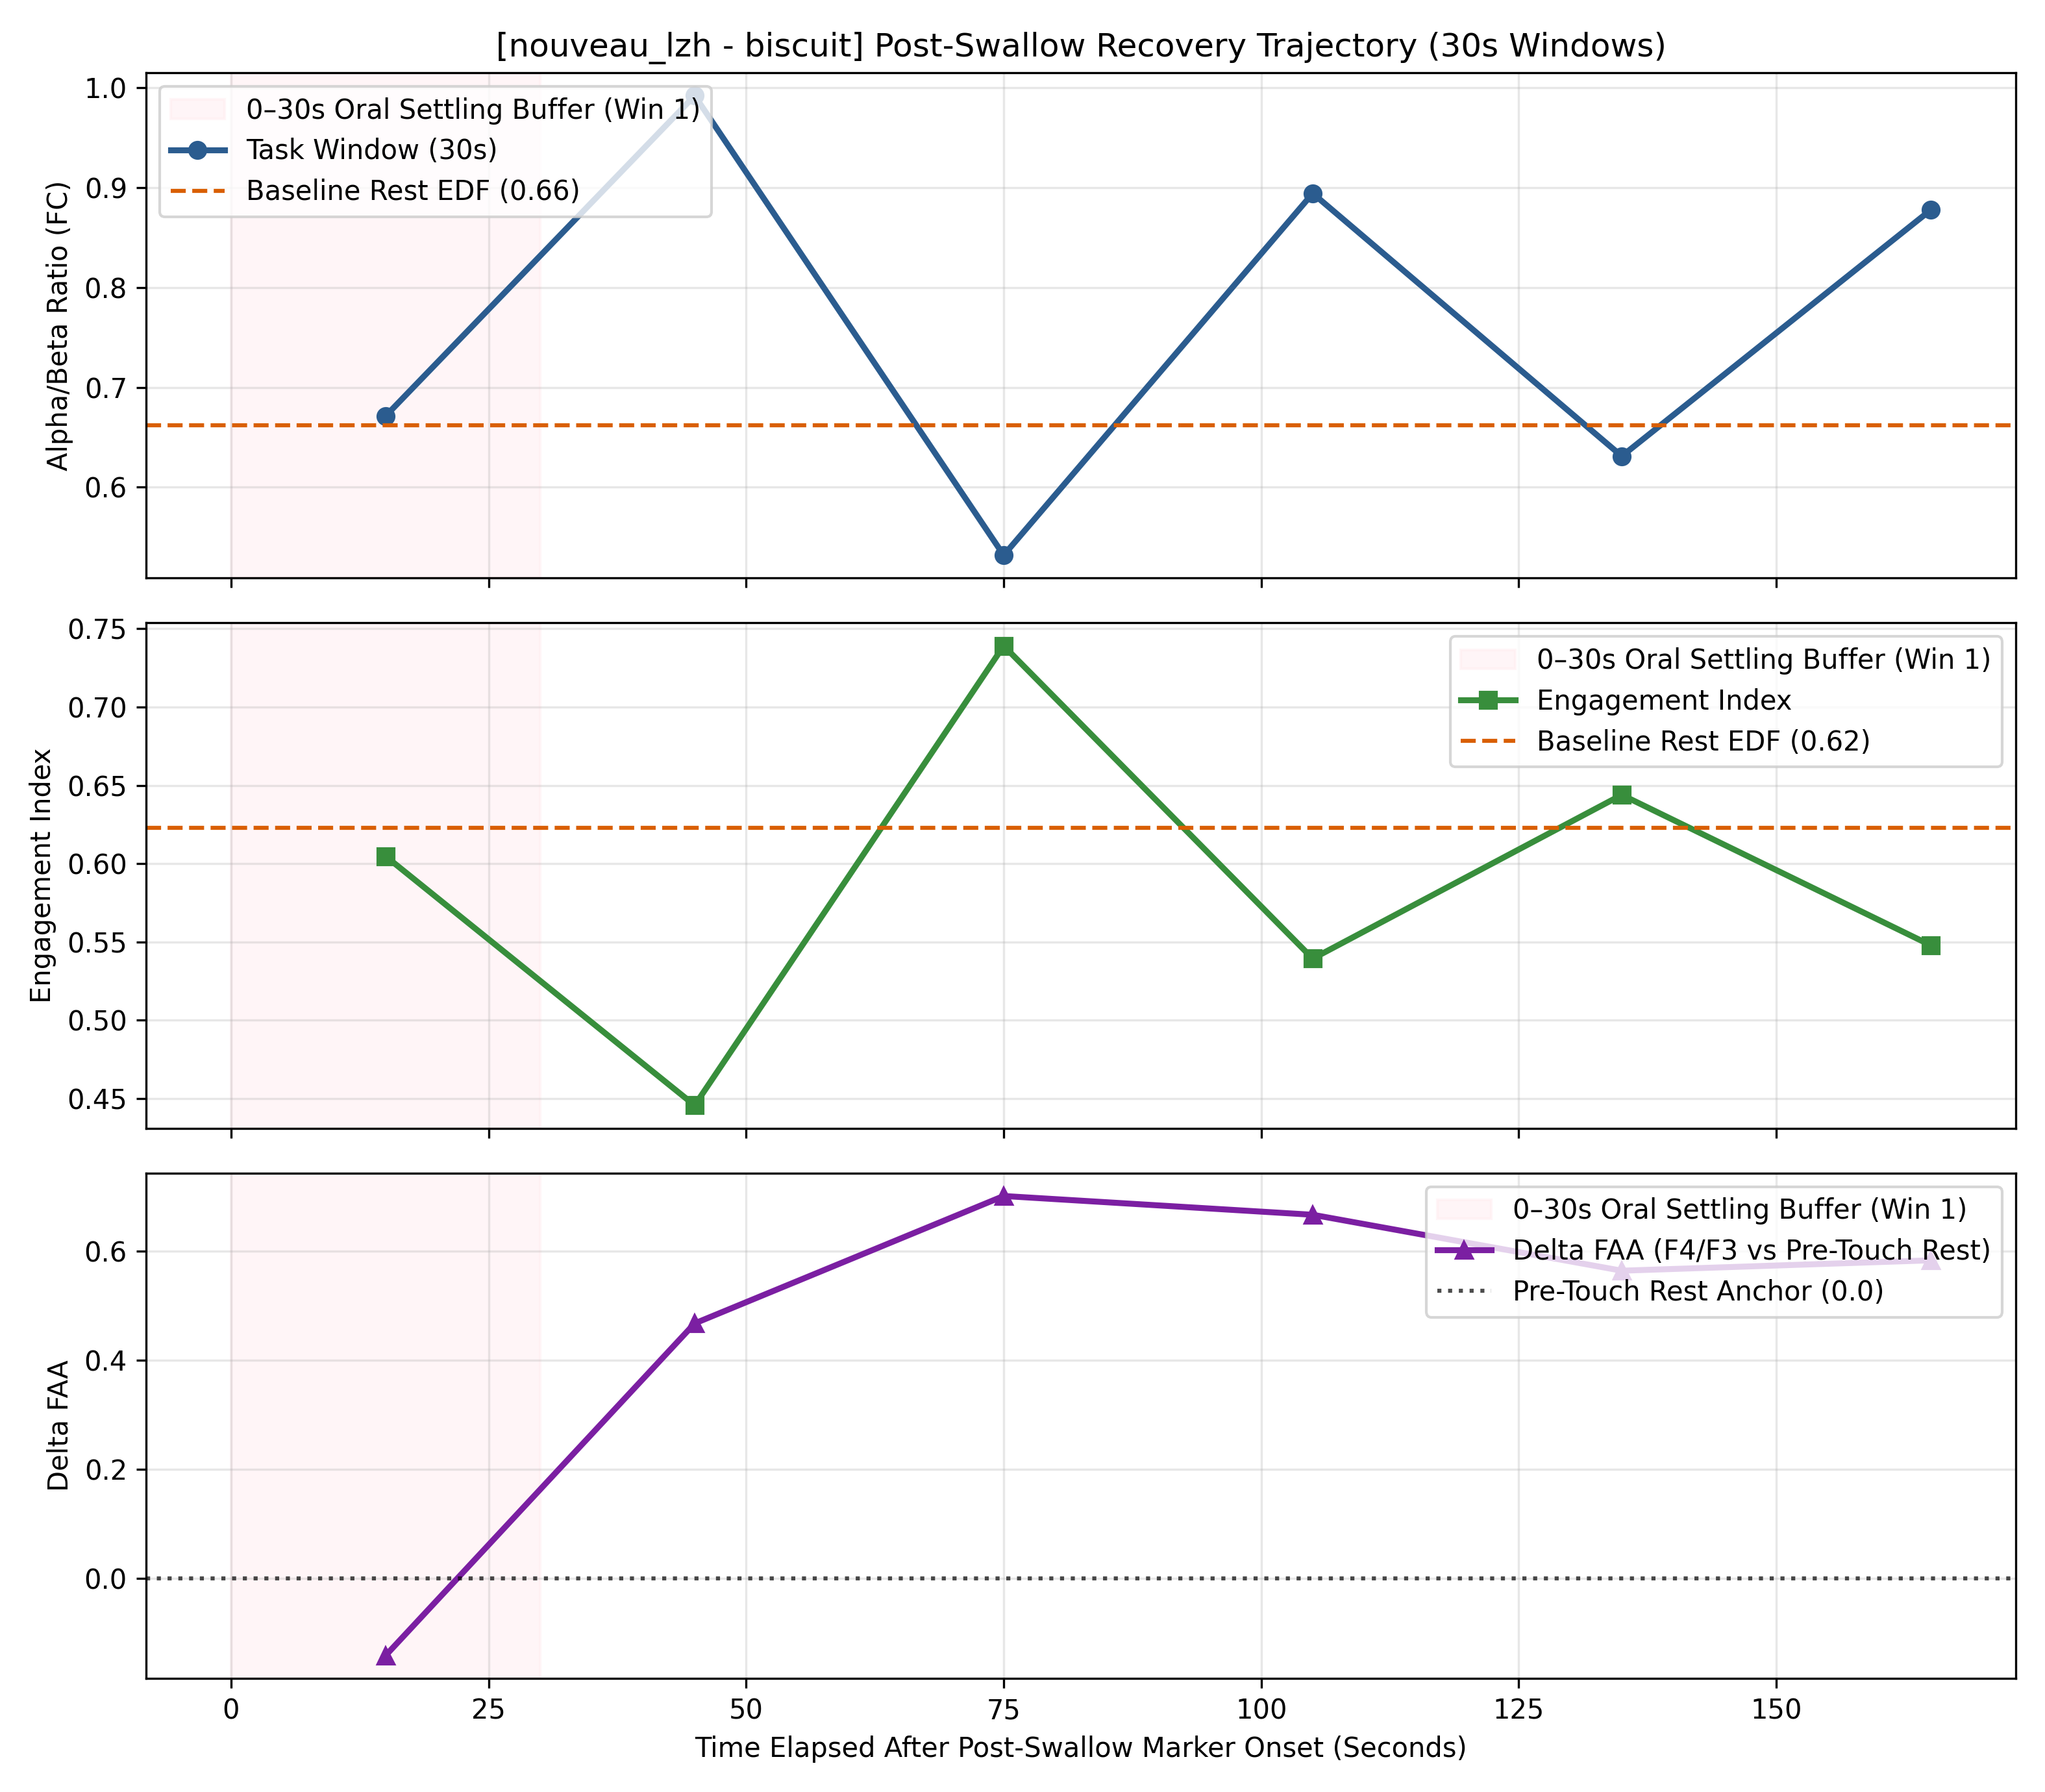 [nouveau_lzh - biscuit] Post-Swallow Recovery Trajectory (30s Windows)
1.0
0.9
0.8
0.7
0.6
Alpha/Beta Ratio (FC)
0–30s Oral Settling Buffer (Win 1)
Task Window (30s)
Baseline Rest EDF (0.66)
0.75
0.70
0.65
0.60
0.55
0.50
0.45
Engagement Index
0–30s Oral Settling Buffer (Win 1)
Engagement Index
Baseline Rest EDF (0.62)
0.6
0.4
0.2
0.0
Delta FAA
0–30s Oral Settling Buffer (Win 1)
Delta FAA (F4/F3 vs Pre-Touch Rest)
Pre-Touch Rest Anchor (0.0)
0 25 50 75 100 125 150
Time Elapsed After Post-Swallow Marker Onset (Seconds)